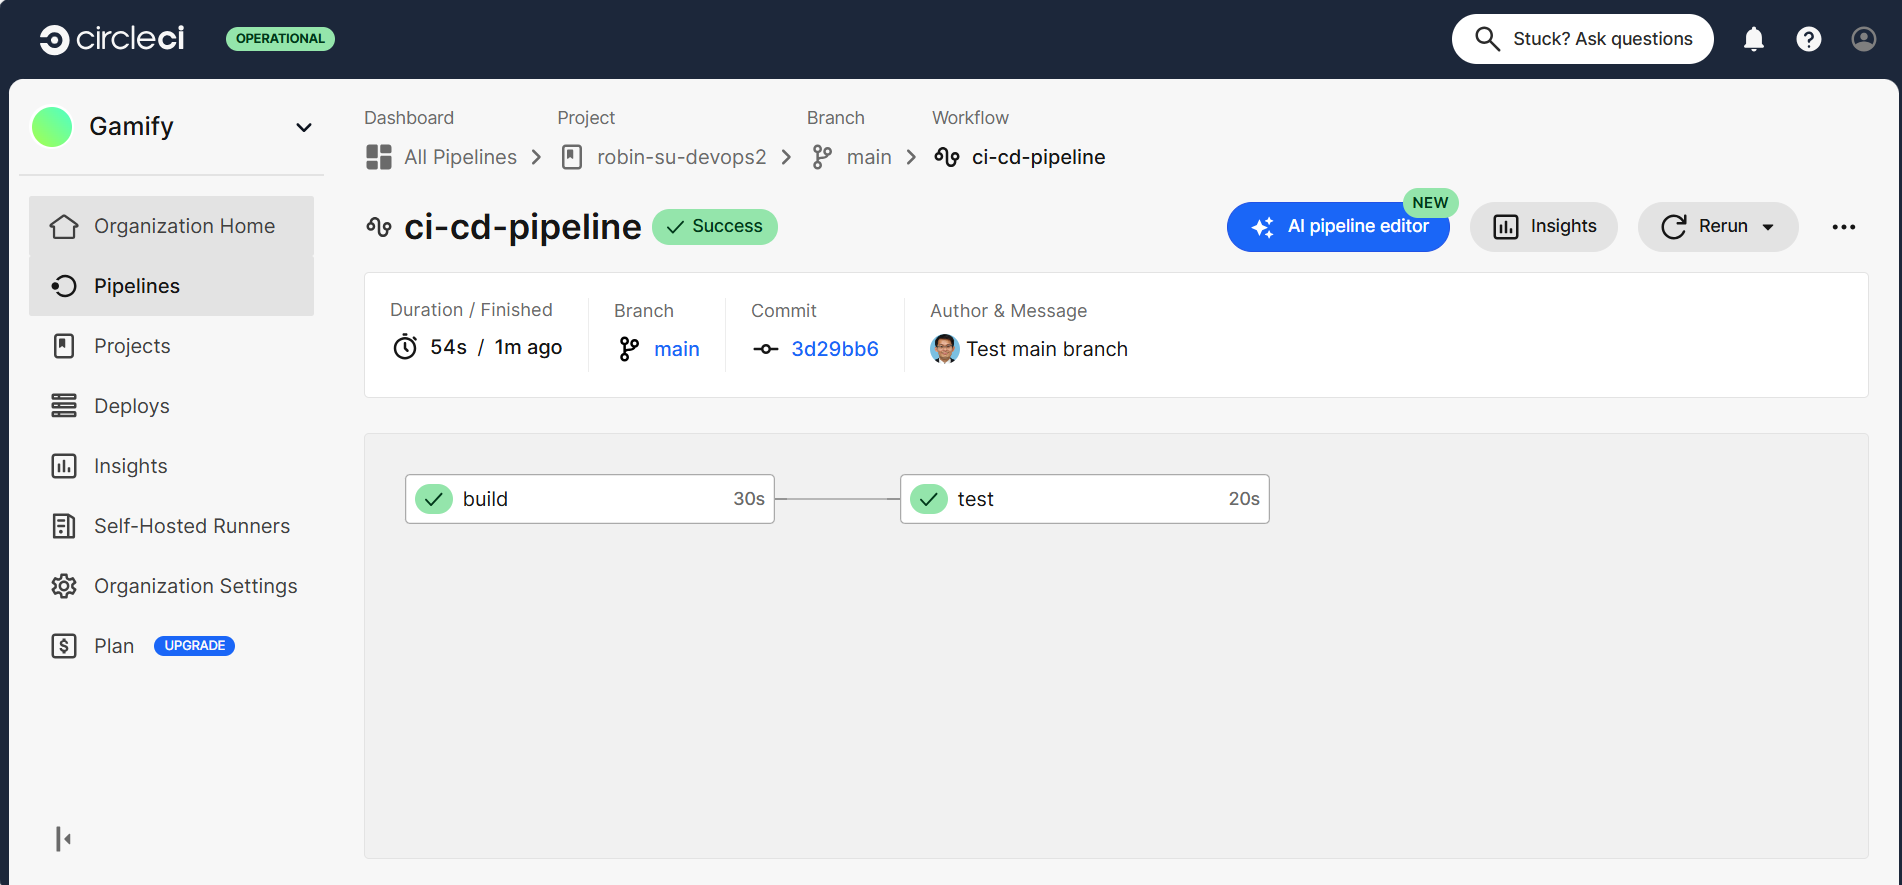 circleci
OPERATIONAL
Stuck? Ask questions
Gamify
Organization Home
Pipelines
Projects
Deploys
Insights
Self-Hosted Runners
Organization Settings
Plan UPGRADE
Dashboard Project Branch Workflow
All Pipelines robin-su-devops2 main ci-cd-pipeline
ci-cd-pipeline Success
AI pipeline editor NEW
Insights
Rerun
Duration / Finished
54s / 1m ago
Branch
main
Commit
3d29bb6
Author & Message
Test main branch
build 30s
test 20s